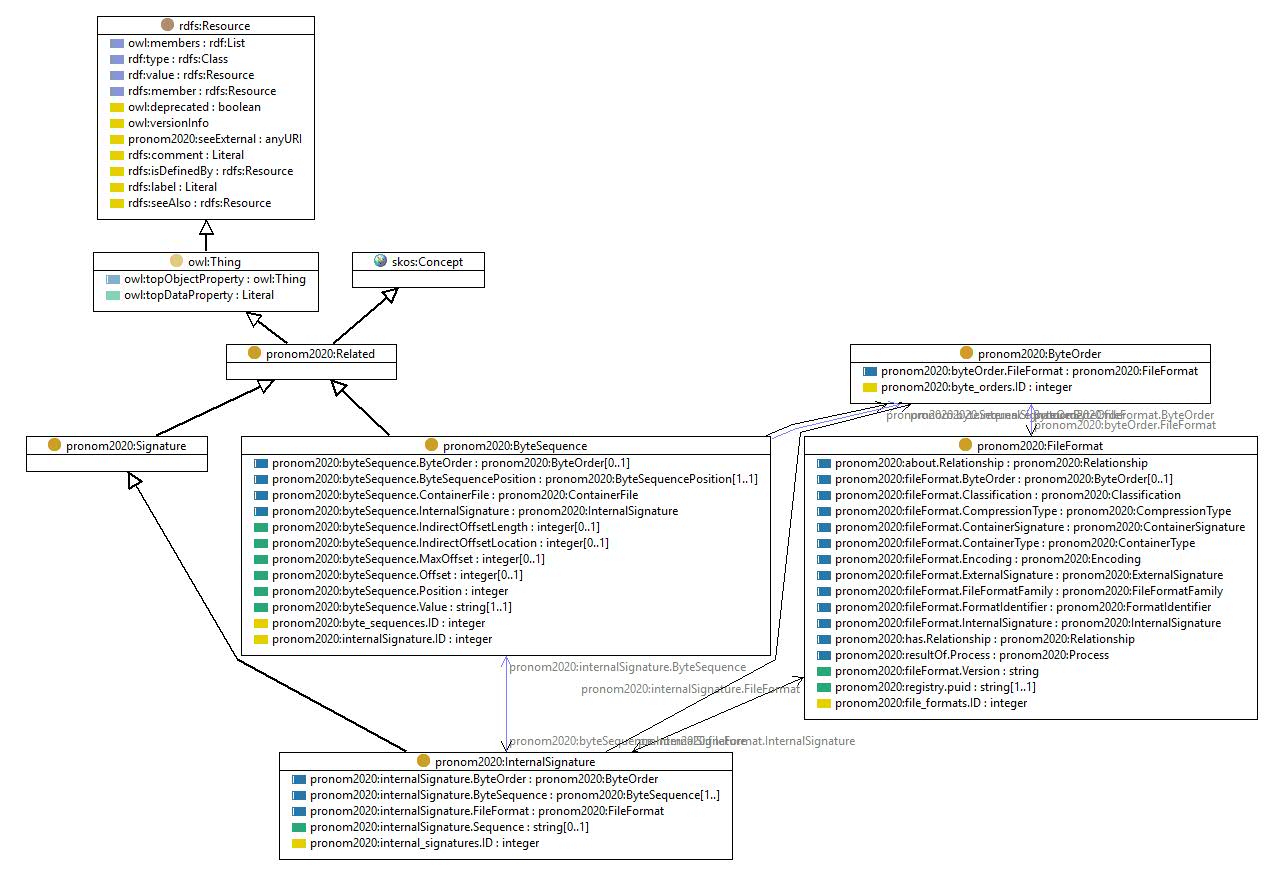 rdfs:Resource
owl:members : rdf:List
rdf:type : rdfs:Class
rdf:value : rdfs:Resource
rdfs:member : rdfs:Resource
owl:deprecated : boolean
owl:versionInfo
pronom2020:seeExternal : anyURI
rdfs:comment : Literal
rdfs:isDefinedBy : rdfs:Resource
rdfs:label : Literal
rdfs:seeAlso : rdfs:Resource
owl:Thing
owl:topObjectProperty : owl:Thing
owl:topDataProperty : Literal
skos:Concept
pronom2020:Related
pronom2020:Signature
pronom2020:ByteSequence
pronom2020:byteSequence.ByteOrder : pronom2020:ByteOrder[0..1]
pronom2020:byteSequence.ByteSequencePosition : pronom2020:ByteSequencePosition[1..1]
pronom2020:byteSequence.ContainerFile : pronom2020:ContainerFile
pronom2020:byteSequence.InternalSignature : pronom2020:InternalSignature
pronom2020:byteSequence.IndirectOffsetLength : integer[0..1]
pronom2020:byteSequence.IndirectOffsetLocation : integer[0..1]
pronom2020:byteSequence.MaxOffset : integer[0..1]
pronom2020:byteSequence.Offset : integer[0..1]
pronom2020:byteSequence.Position : integer
pronom2020:byteSequence.Value : string[1..1]
pronom2020:byte_sequences.ID : integer
pronom2020:internalSignature.ID : integer
pronom2020:ByteOrder
pronom2020:byteOrder.FileFormat : pronom2020:FileFormat
pronom2020:byte_orders.ID : integer
pronom2020:byteOrder.FileFormat
pronom2020:FileFormat
pronom2020:about.Relationship : pronom2020:Relationship
pronom2020:fileFormat.ByteOrder : pronom2020:ByteOrder[0..1]
pronom2020:fileFormat.Classification : pronom2020:Classification
pronom2020:fileFormat.CompressionType : pronom2020:CompressionType
pronom2020:fileFormat.ContainerSignature : pronom2020:ContainerSignature
pronom2020:fileFormat.ContainerType : pronom2020:ContainerType
pronom2020:fileFormat.Encoding : pronom2020:Encoding
pronom2020:fileFormat.ExternalSignature : pronom2020:ExternalSignature
pronom2020:fileFormat.FileFormatFamily : pronom2020:FileFormatFamily
pronom2020:fileFormat.FormatIdentifier : pronom2020:FormatIdentifier
pronom2020:fileFormat.InternalSignature : pronom2020:InternalSignature
pronom2020:has.Relationship : pronom2020:Relationship
pronom2020:resultOf.Process : pronom2020:Process
pronom2020:fileFormat.Version : string
pronom2020:registry.puid : string[1..1]
pronom2020:file_formats.ID : integer
pronom2020:internalSignature.ByteSequence
pronom2020:internalSignature.FileFormat
pronom2020:InternalSignature
pronom2020:internalSignature.ByteOrder : pronom2020:ByteOrder
pronom2020:internalSignature.ByteSequence : pronom2020:ByteSequence[1..]
pronom2020:internalSignature.FileFormat : pronom2020:FileFormat
pronom2020:internalSignature.Sequence : string[0..1]
pronom2020:internal_signatures.ID : integer